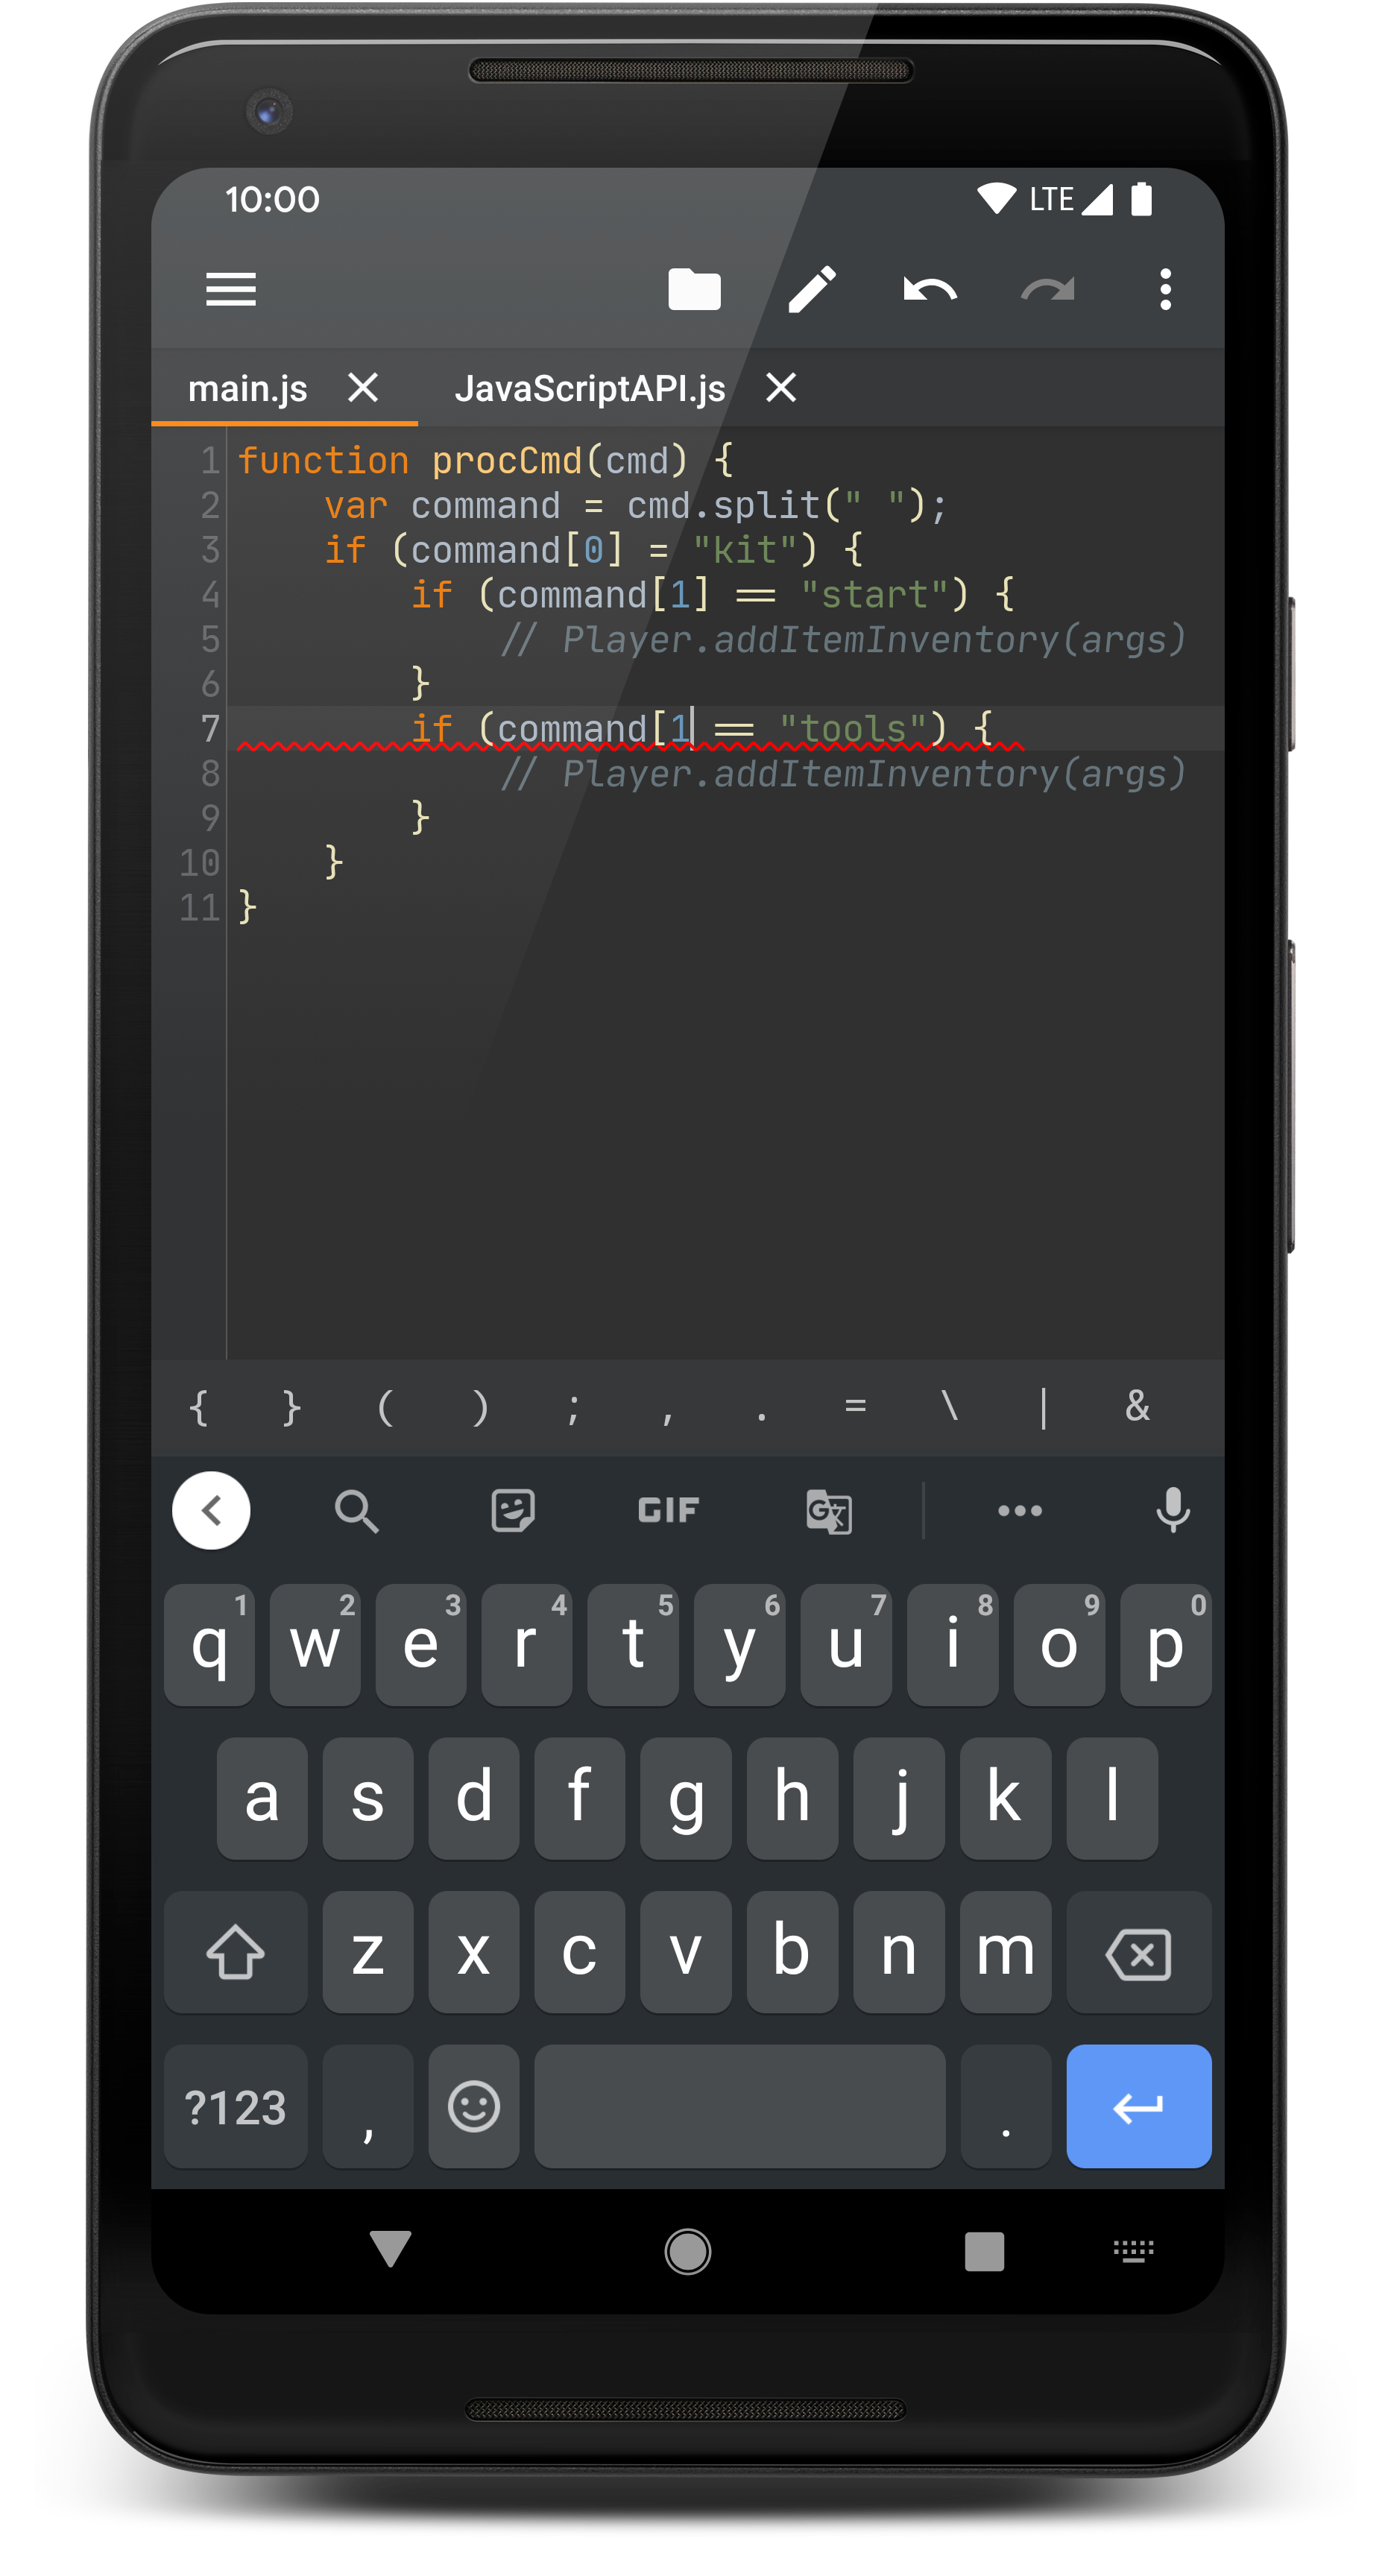 10:00 LTE
main.js JavaScriptAPI.js
1 function procCmd(cmd) {
2     var command = cmd.split(" ");
3     if (command[0] = "kit") {
4         if (command[1] == "start") {
5             // Player.addItemInventory(args)
6         }
7         if (command[1 == "tools") {
8             // Player.addItemInventory(args)
9         }
10     }
11 }
{ } ( ) ; , . = \ | &
GIF G文
1 2 3 4 5 6 7 8 9 0
q w e r t y u i o p
a s d f g h j k l
z x c v b n m
?123 , .